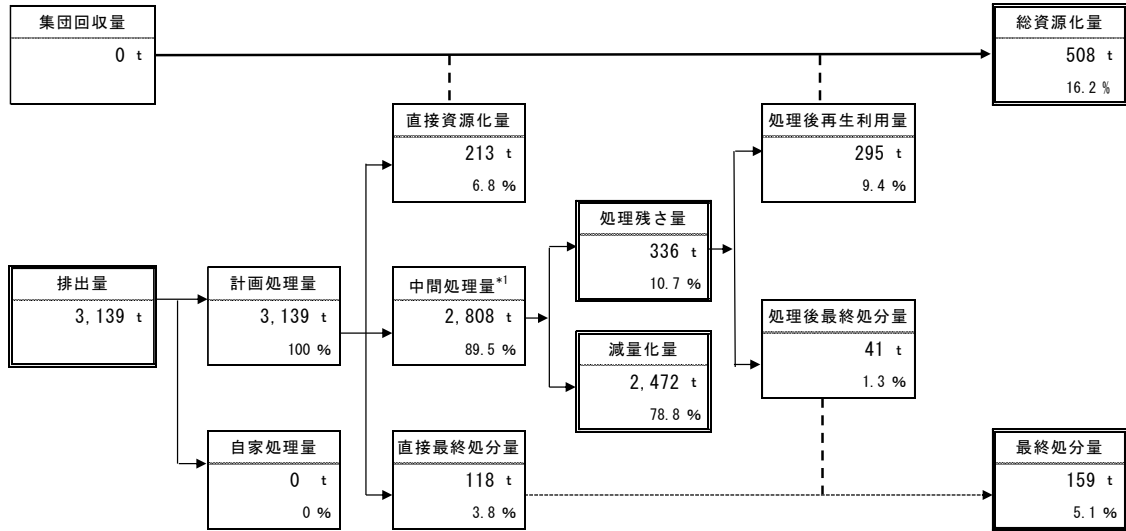 集団回収量
0 t
総資源化量
508 t
16.2 %
直接資源化量
213 t
6.8 %
処理後再生利用量
295 t
9.4 %
処理残さ量
336 t
10.7 %
排出量
3,139 t
計画処理量
3,139 t
100 %
中間処理量*1
2,808 t
89.5 %
減量化量
2,472 t
78.8 %
処理後最終処分量
41 t
1.3 %
自家処理量
0 t
0 %
直接最終処分量
118 t
3.8 %
最終処分量
159 t
5.1 %